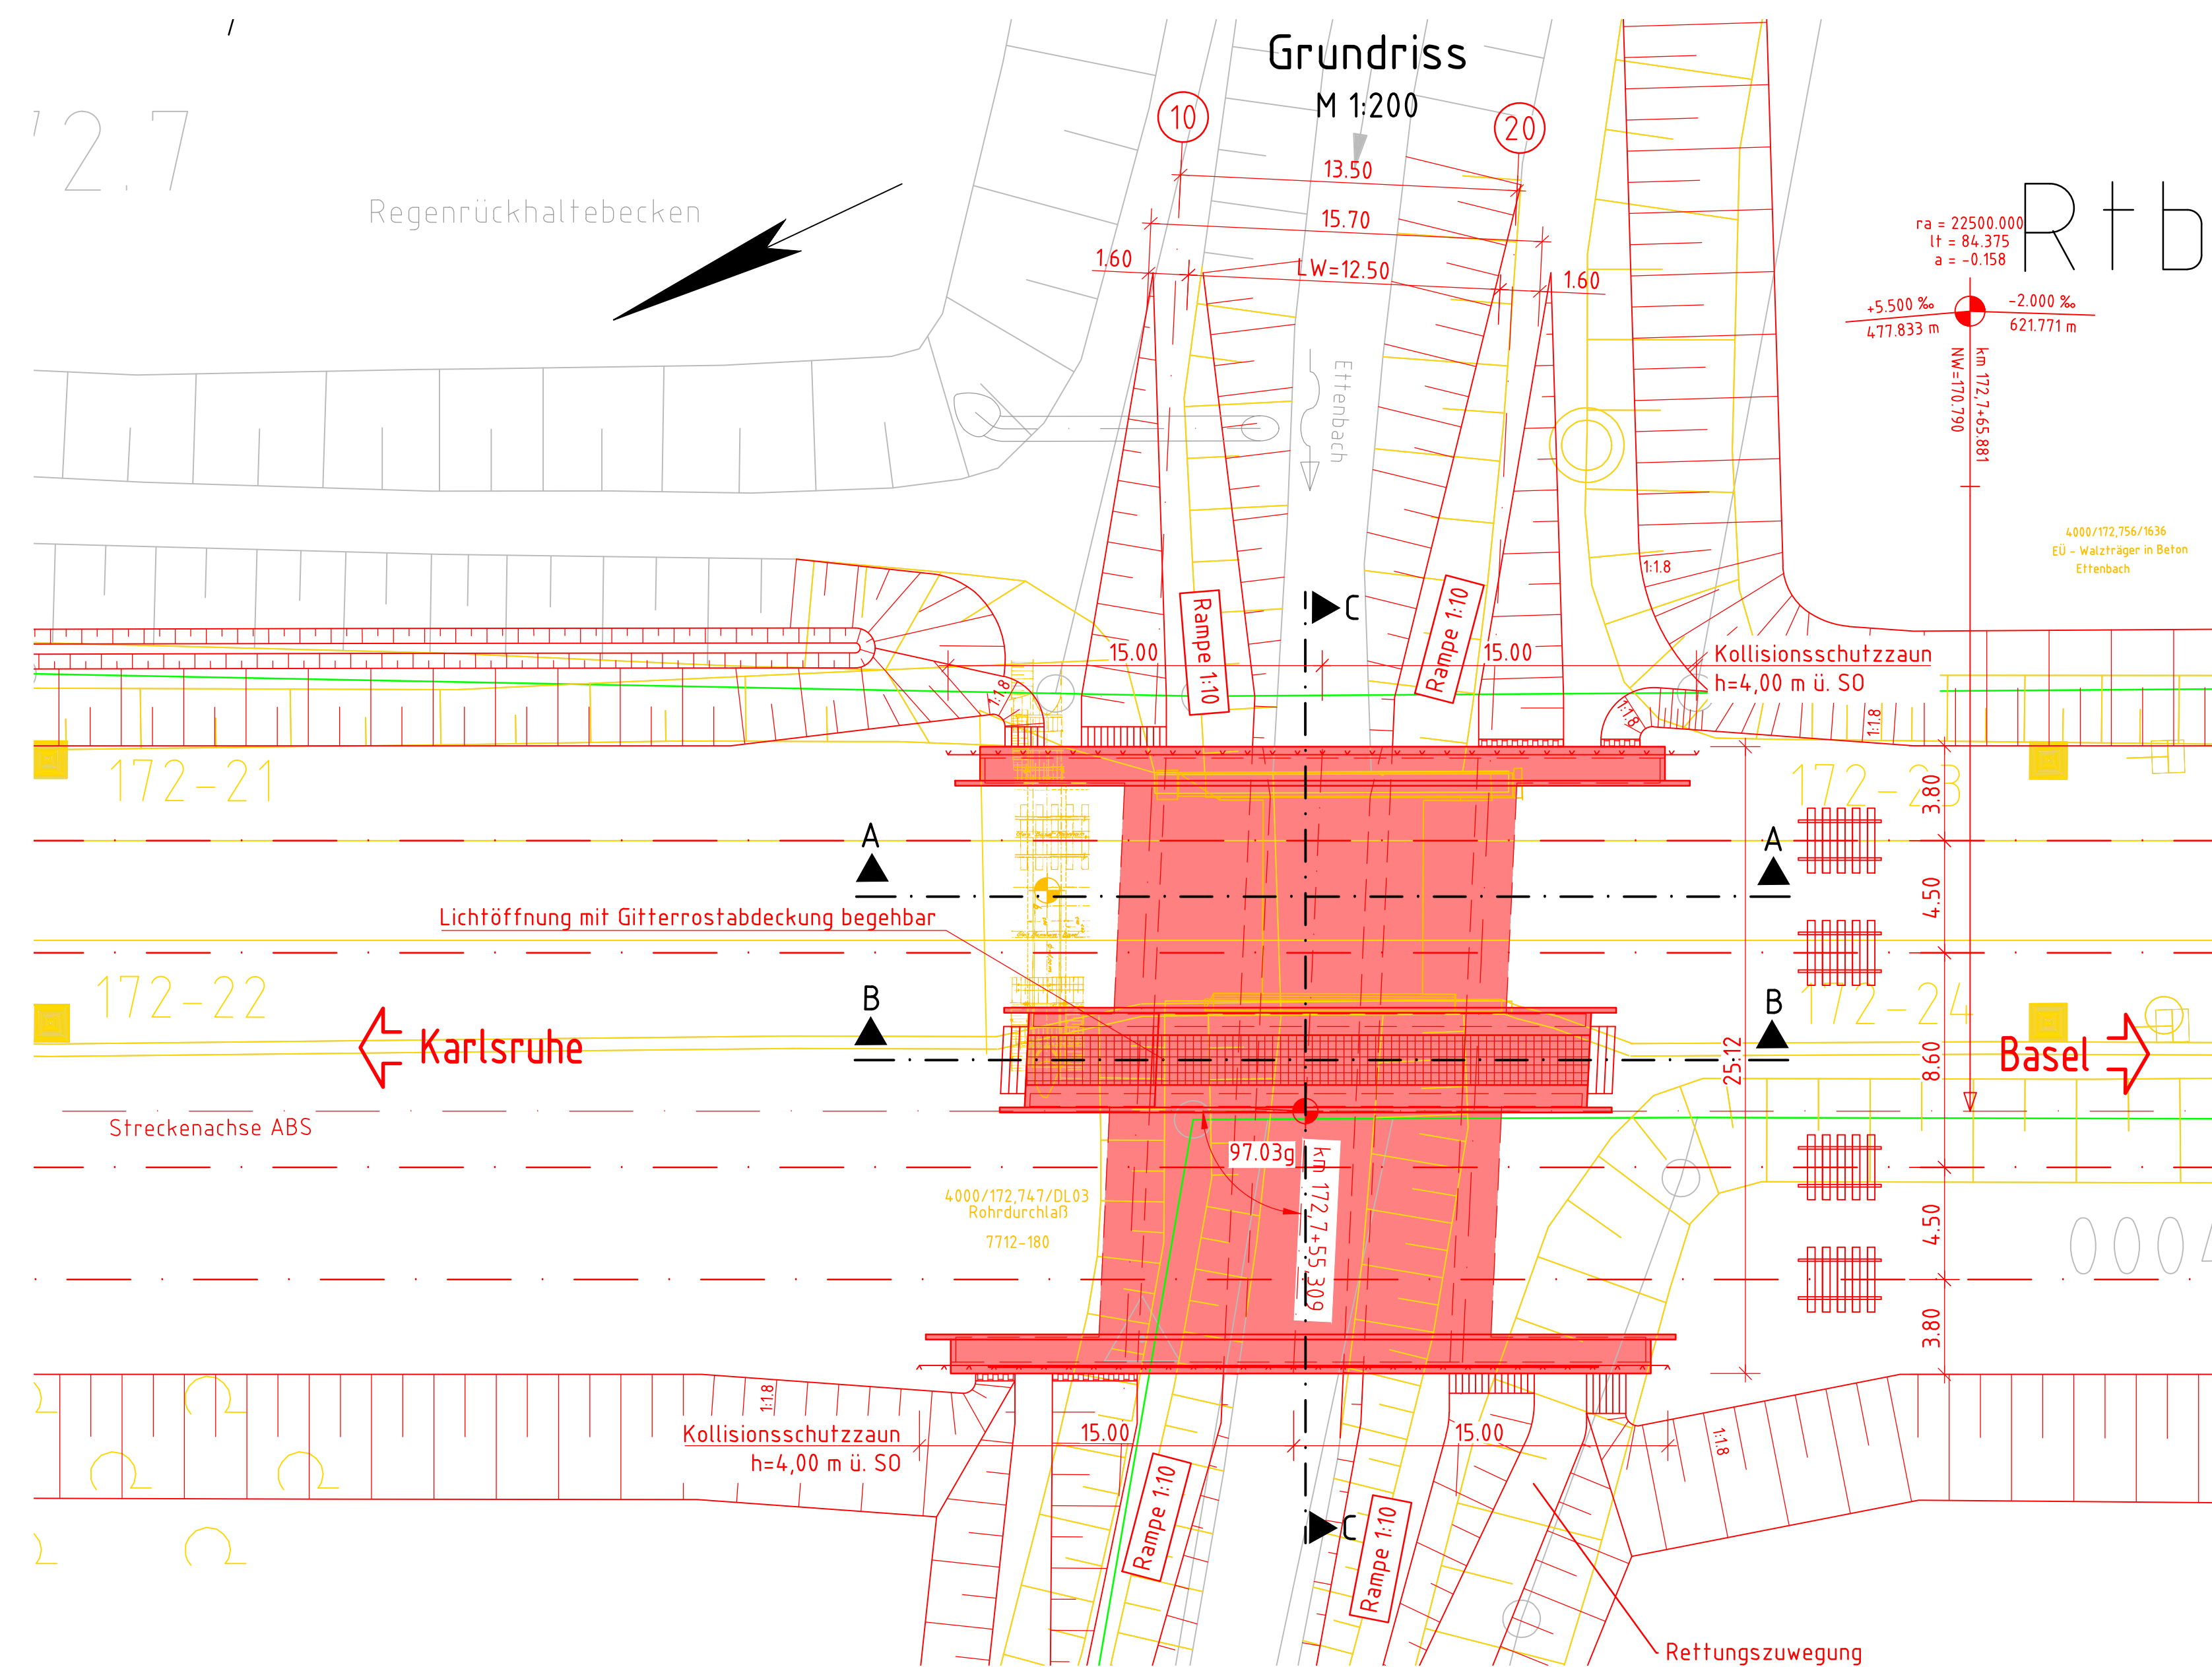 Grundriss
M 1:200
72.7
Regenrückhaltebecken
10
20
13.50
15.70
1.60
LW=12.50
1.60
Rtb
ra = 22500.000
lt = 84.375
a = -0.158
+5.500 ‰
-2.000 ‰
477.833 m
621.771 m
NW=170.790
km 172,7+65.881
Ettenbach
4000/172,756/1636
EÜ - Walzträger in Beton
Ettenbach
1:1.8
C
Rampe 1:10
Rampe 1:10
15.00
15.00
Kollisionsschutzzaun
h=4,00 m ü. SO
1:1.8
1:1.8
1:1.8
172-21
172-23
3.80
A
A
4.50
Lichtöffnung mit Gitterrostabdeckung begehbar
172-22
172-24
B
B
Karlsruhe
Basel
25.12
8.60
Streckenachse ABS
97.03g
km 172,7+55,309
4000/172,747/DL03
Rohrdurchlaß
7712-180
4.50
0004
3.80
1:1.8
Kollisionsschutzzaun
h=4,00 m ü. SO
15.00
15.00
1:1.8
Rampe 1:10
Rampe 1:10
C
Rettungszuwegung